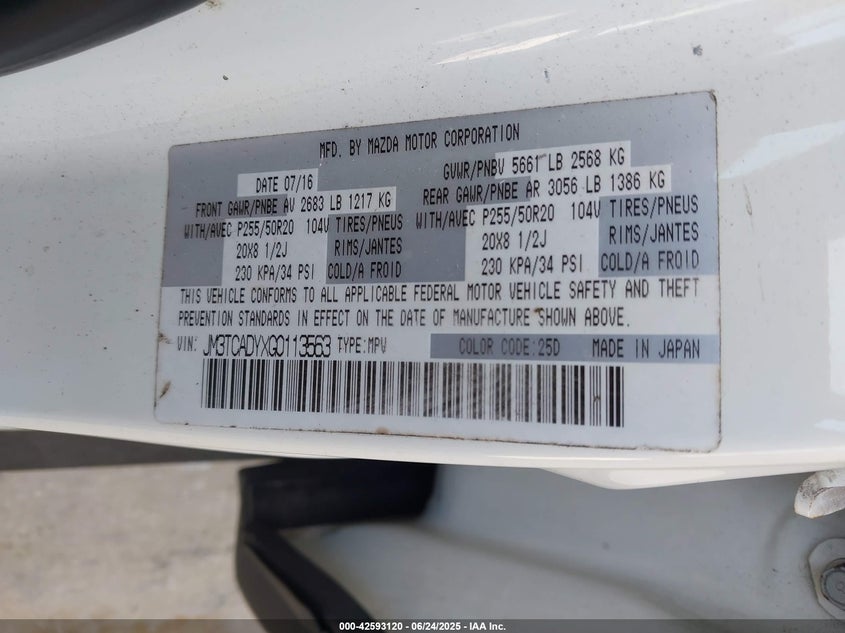 MFD. BY MAZDA MOTOR CORPORATION
DATE 07/16
GVWR/PNBV 5661 LB 2568 KG
FRONT GAWR/PNBE AV 2683 LB 1217 KG
REAR GAWR/PNBE AR 3056 LB 1386 KG
WITH/AVEC P255/50R20 104V TIRES/PNEUS
WITH/AVEC P255/50R20 104V TIRES/PNEUS
20X8 1/2J RIMS/JANTES
20X8 1/2J RIMS/JANTES
230 KPA/34 PSI COLD/A FROID
230 KPA/34 PSI COLD/A FROID
THIS VEHICLE CONFORMS TO ALL APPLICABLE FEDERAL MOTOR VEHICLE SAFETY AND THEFT
PREVENTION STANDARDS IN EFFECT ON THE DATE OF MANUFACTURE SHOWN ABOVE.
VIN: JM3TCADYXG0113563 TYPE:MPV COLOR CODE:25D MADE IN JAPAN
000-42593120 | 06/24/2025 - IAA Inc.